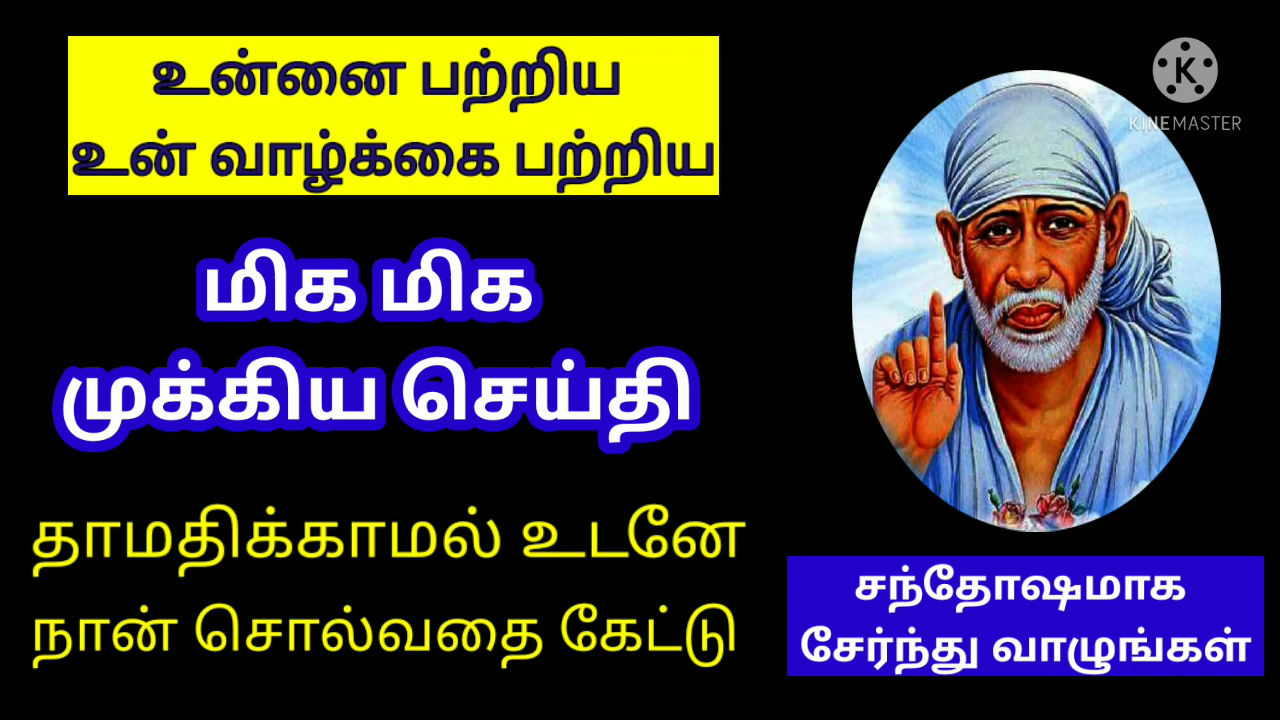 உன்னை பற்றிய
உன் வாழ்க்கை பற்றிய
மிக மிக
முக்கிய செய்தி
தாமதிக்காமல் உடனே
நான் சொல்வதை கேட்டு
K
KINEMASTER
சந்தோஷமாக
சேர்ந்து வாழுங்கள்